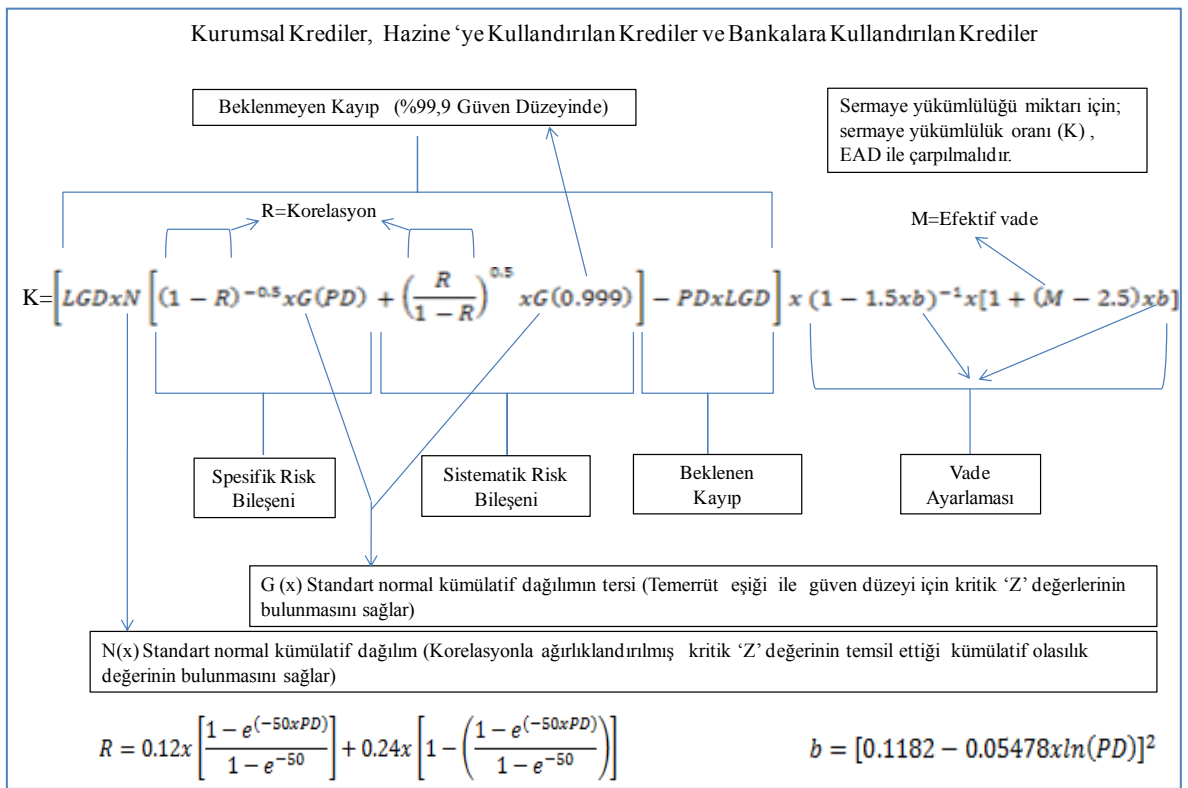 Kurumsal Krediler, Hazine ‘ye Kullandırılan Krediler ve Bankalara Kullandırılan Krediler
Beklenmeyen Kayıp (%99,9 Güven Düzeyinde)
Sermaye yükümlülüğü miktarı için;
sermaye yükümlülük oranı (K) ,
EAD ile çarpılmalıdır.
R=Korelasyon
M=Efektif vade
K=[LGDxN[(1 − R)^−0.5 xG(PD) + (R/(1 − R))^0.5 xG(0.999)] − PDxLGD] x (1 − 1.5xb)^−1 x[1 + (M − 2.5)xb]
Spesifik Risk
Bileşeni
Sistematik Risk
Bileşeni
Beklenen
Kayıp
Vade
Ayarlaması
G (x) Standart normal kümülatif dağılımın tersi (Temerrüt eşiği ile güven düzeyi için kritik ‘Z’ değerlerinin
bulunmasını sağlar)
N(x) Standart normal kümülatif dağılım (Korelasyonla ağırlıklandırılmış kritik ‘Z’ değerinin temsil ettiği kümülatif olasılık
değerinin bulunmasını sağlar)
R = 0.12x[(1 − e^(−50xPD))/(1 − e^−50)] + 0.24x[1 − ((1 − e^(−50xPD))/(1 − e^−50))]
b = [0.1182 − 0.05478xln(PD)]^2